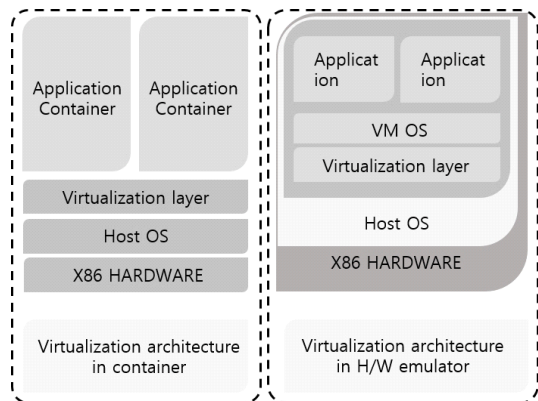 Application
Container
Application
Container
Virtualization layer
Host OS
X86 HARDWARE
Virtualization architecture
in container
Applicat
ion
Applicat
ion
VM OS
Virtualization layer
Host OS
X86 HARDWARE
Virtualization architecture
in H/W emulator